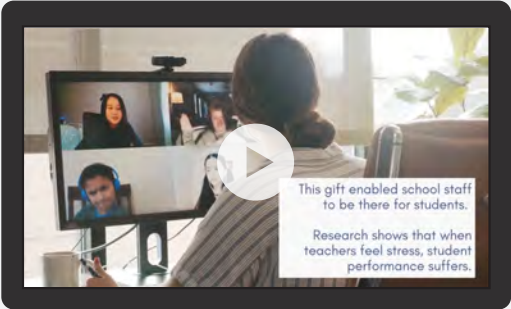 This gift enabled school staff
to be there for students.
Research shows that when
teachers feel stress, student
performance suffers.